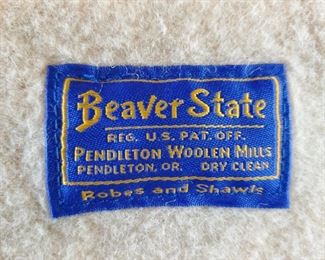 Beaver State
REG. U.S. PAT. OFF.
PENDLETON WOOLEN MILLS
PENDLETON, OR. DRY CLEAN
Robes and Shawls